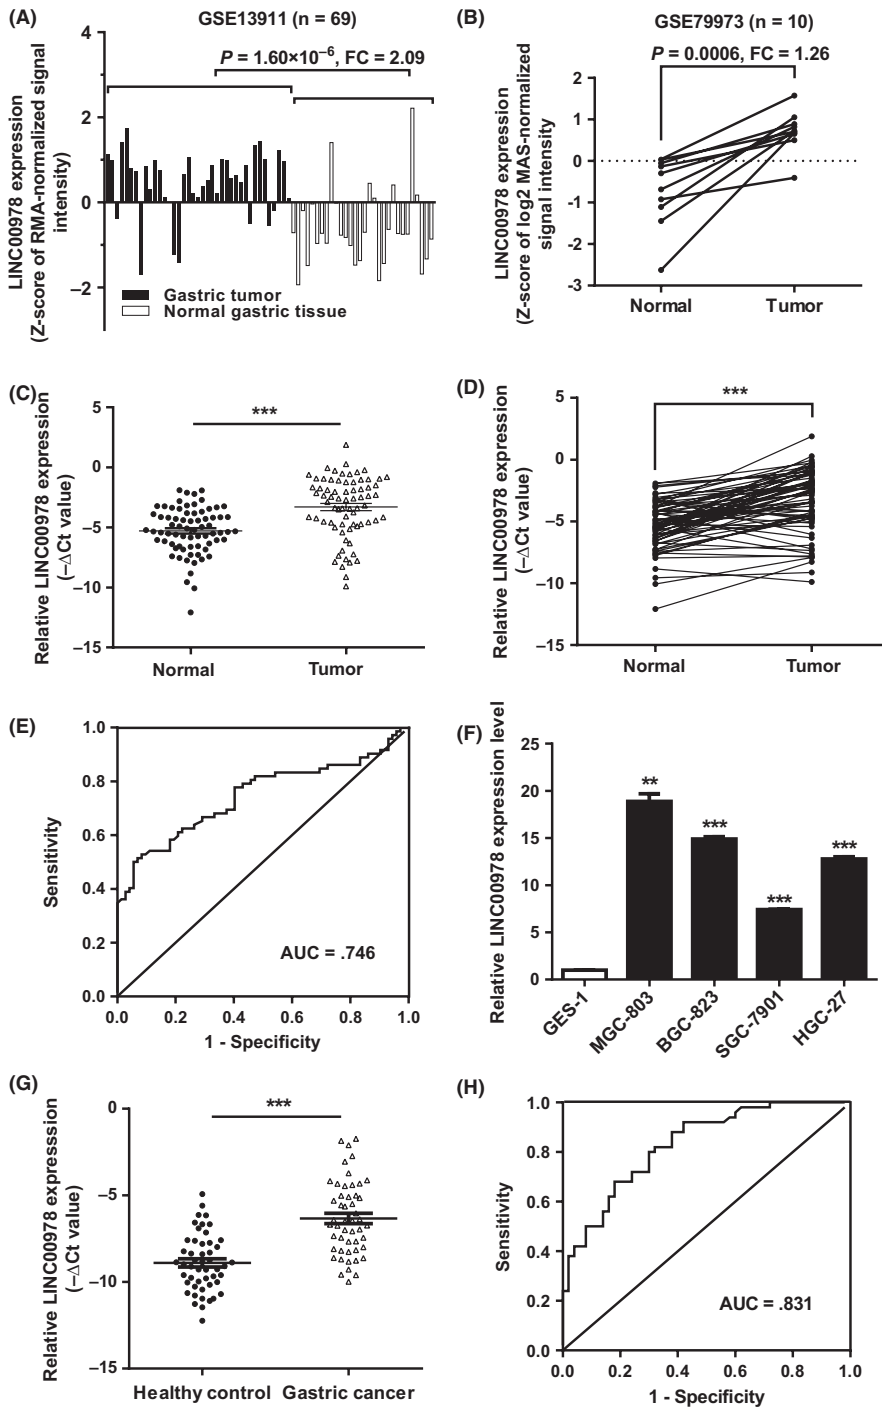 (A)
GSE13911 (n = 69)
P = 1.60×10–6, FC = 2.09
LINC00978 expression
(Z-score of RMA-normalized signal
intensity)
4
2
0
–2
Gastric tumor
Normal gastric tissue
(B)
GSE79973 (n = 10)
P = 0.0006, FC = 1.26
LINC00978 expression
(Z-score of log2 MAS-normalized
signal intensity)
2
1
0
-1
-2
-3
Normal
Tumor
(C)
***
Relative LINC00978 expresssion
(–ΔCt value)
5
0
–5
–10
–15
Normal
Tumor
(D)
***
Relative LINC00978 expresssion
(–ΔCt value)
5
0
–5
–10
–15
Normal
Tumor
(E)
Sensitivity
1.0
0.8
0.6
0.4
0.2
0.0
AUC = .746
0.0 0.2 0.4 0.6 0.8 1.0
1 - Specificity
(F)
Relative LINC00978 expression level
25
20
15
10
5
0
**
***
***
***
GES-1
MGC-803
BGC-823
SGC-7901
HGC-27
(G)
***
Relative LINC00978 expresssion
(–ΔCt value)
0
–5
–10
–15
Healthy control Gastric cancer
(H)
Sensitivity
1.0
0.8
0.6
0.4
0.2
0.0
AUC = .831
0.0 0.2 0.4 0.6 0.8 1.0
1 - Specificity